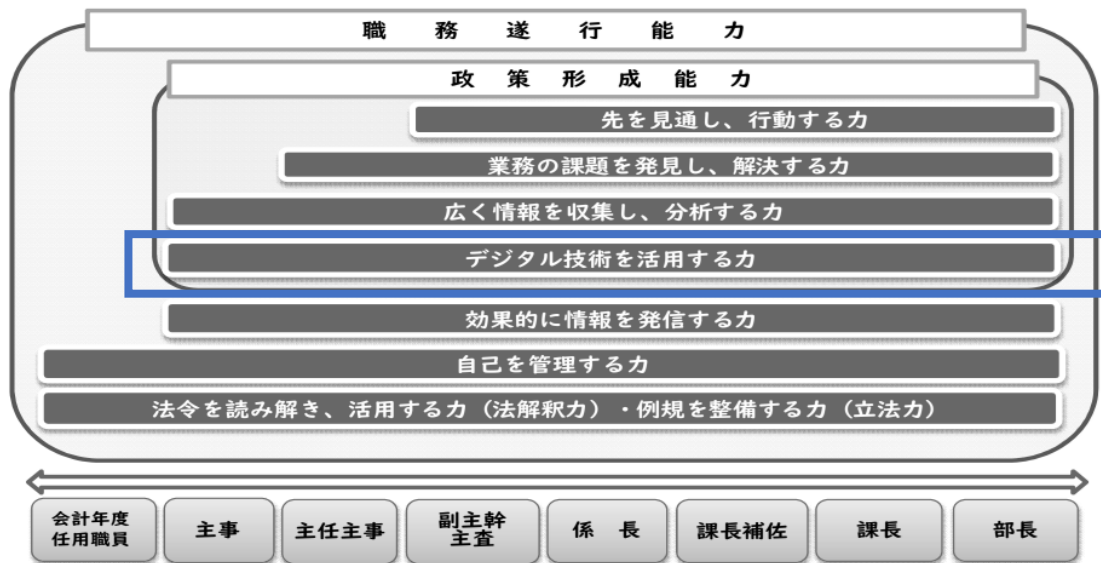 職務遂行能力
政策形成能力
先を見通し、行動する力
業務の課題を発見し、解決する力
広く情報を収集し、分析する力
デジタル技術を活用する力
効果的に情報を発信する力
自己を管理する力
法令を読み解き、活用する力（法解釈力）・例規を整備する力（立法力）
会計年度
任用職員
主事
主任主事
副主幹
主査
係長
課長補佐
課長
部長